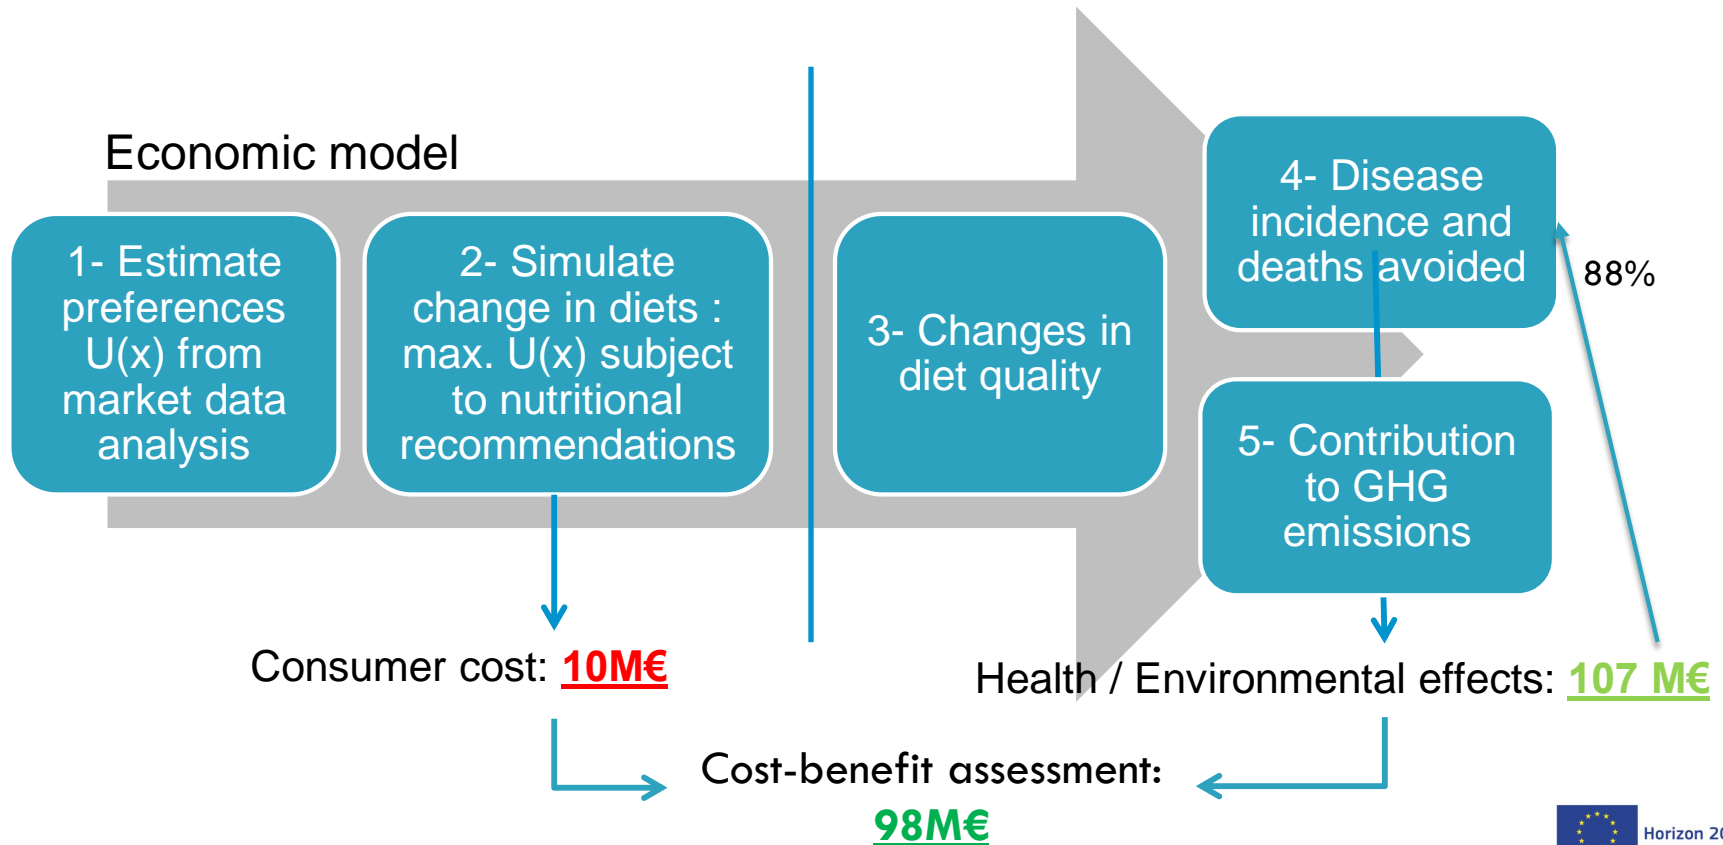 Economic model
1- Estimate
preferences
U(x) from
market data
analysis
2- Simulate
change in diets :
max. U(x) subject
to nutritional
recommendations
3- Changes in
diet quality
4- Disease
incidence and
deaths avoided
88%
5- Contribution
to GHG
emissions
Consumer cost: 10M€
Health / Environmental effects: 107 M€
Cost-benefit assessment:
98M€
Horizon 20